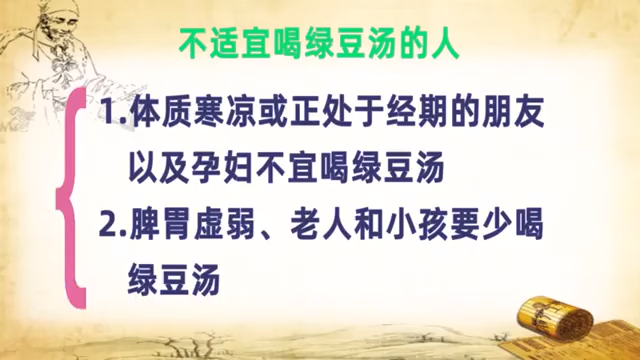 不适宜喝绿豆汤的人
1.体质寒凉或正处于经期的朋友
以及孕妇不宜喝绿豆汤
2.脾胃虚弱、老人和小孩要少喝
绿豆汤